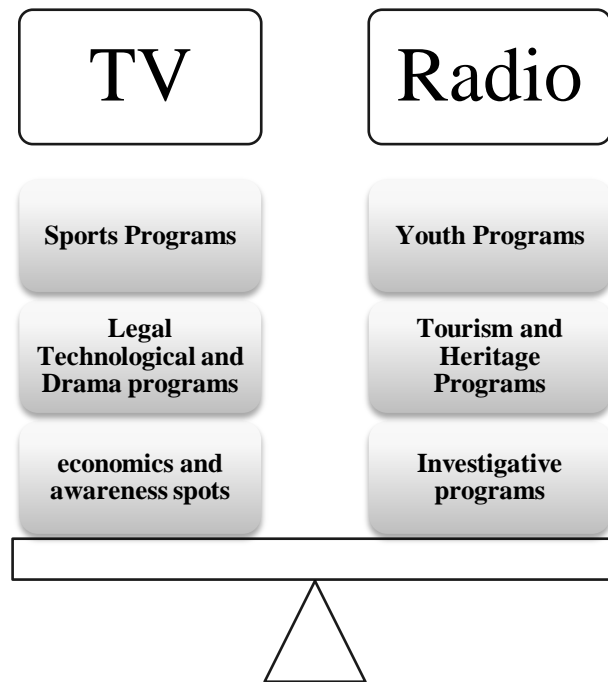 TV
Radio
Sports Programs
Youth Programs
Legal
Technological and
Drama programs
Tourism and
Heritage
Programs
economics and
awareness spots
Investigative
programs